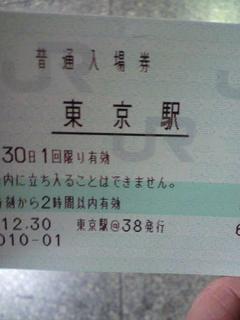 普通入場券
東京駅
30日1回限り有効
内に立ち入ることはできません。
刻から2時間以内有効
12.30 東京駅@38発行
010-01